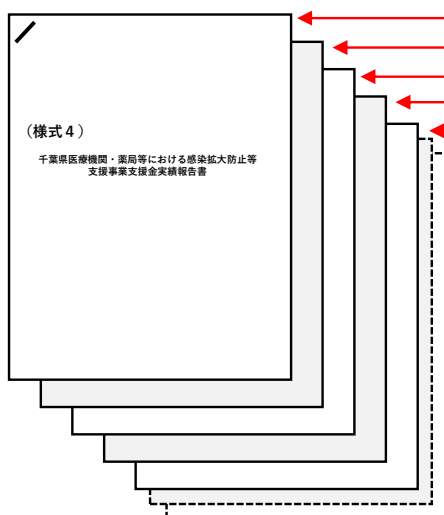 （様式４）
千葉県医療機関・薬局等における感染拡大防止等
支援事業支援金実績報告書